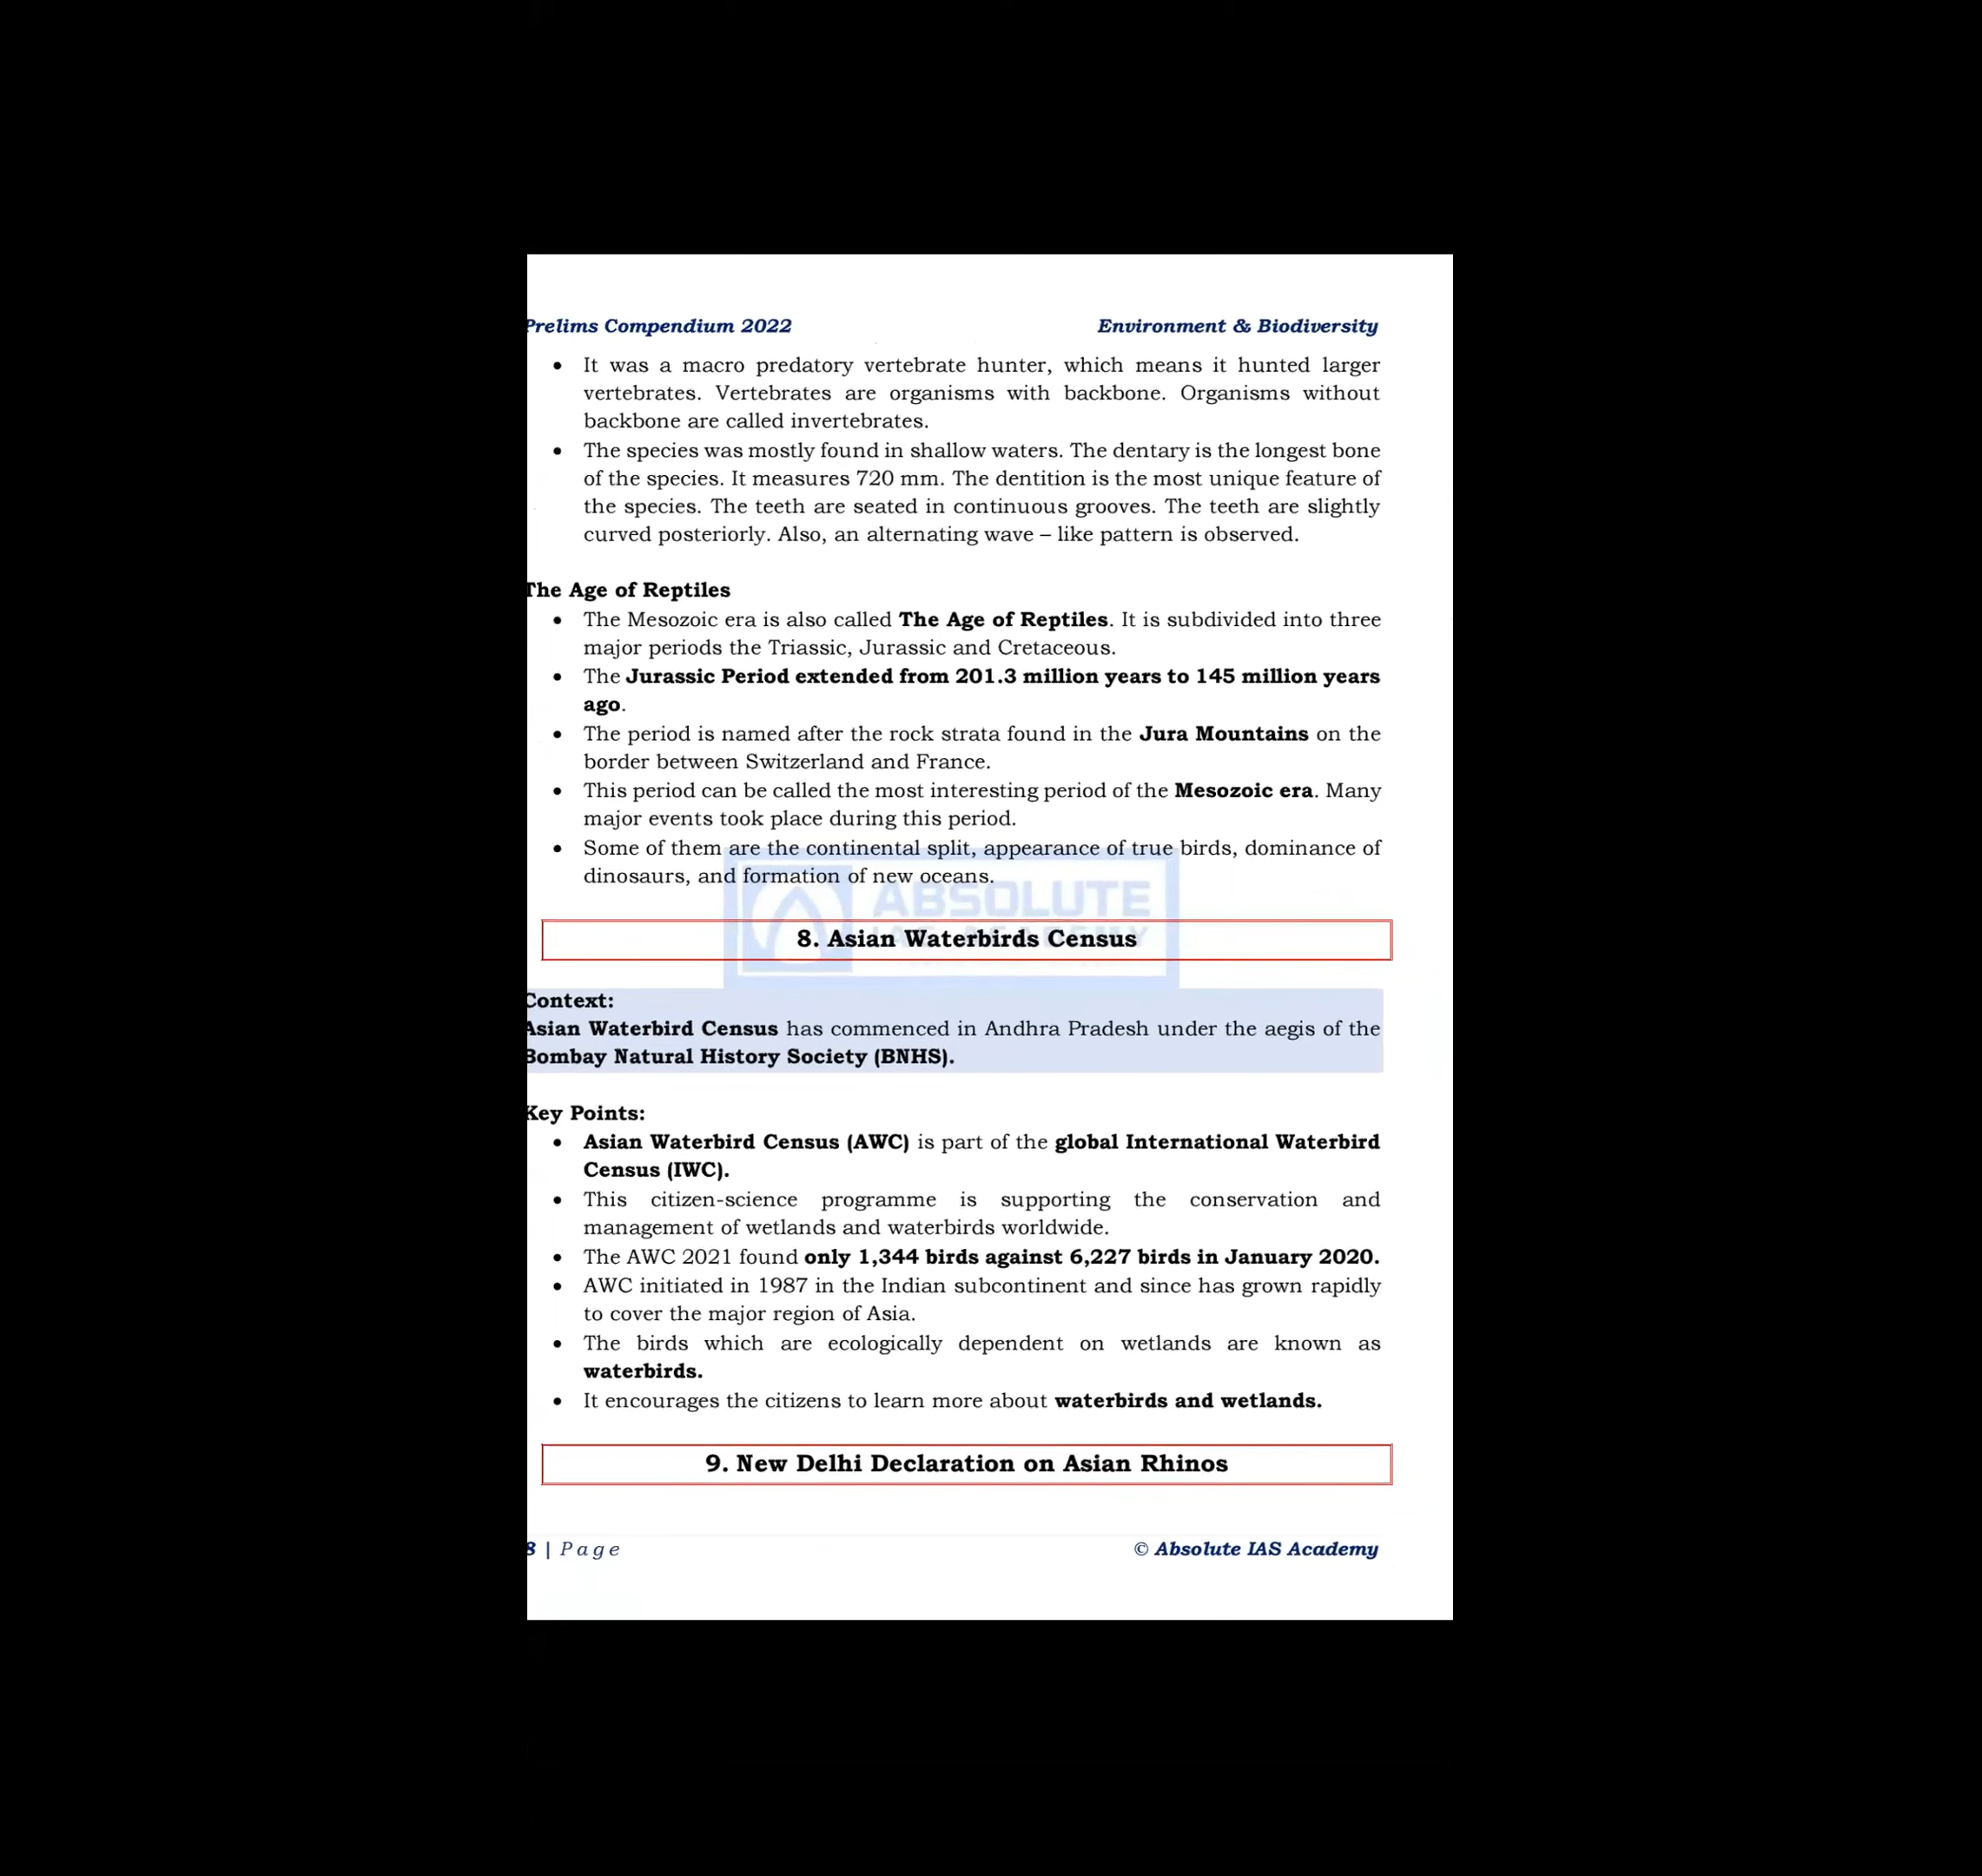 Prelims Compendium 2022 Environment & Biodiversity
• It was a macro predatory vertebrate hunter, which means it hunted larger
vertebrates. Vertebrates are organisms with backbone. Organisms without
backbone are called invertebrates.
• The species was mostly found in shallow waters. The dentary is the longest bone
of the species. It measures 720 mm. The dentition is the most unique feature of
the species. The teeth are seated in continuous grooves. The teeth are slightly
curved posteriorly. Also, an alternating wave – like pattern is observed.
The Age of Reptiles
• The Mesozoic era is also called The Age of Reptiles. It is subdivided into three
major periods the Triassic, Jurassic and Cretaceous.
• The Jurassic Period extended from 201.3 million years to 145 million years
ago.
• The period is named after the rock strata found in the Jura Mountains on the
border between Switzerland and France.
• This period can be called the most interesting period of the Mesozoic era. Many
major events took place during this period.
• Some of them are the continental split, appearance of true birds, dominance of
dinosaurs, and formation of new oceans.
ABSOLUTE
IAS ACADEMY
8. Asian Waterbirds Census
Context:
Asian Waterbird Census has commenced in Andhra Pradesh under the aegis of the
Bombay Natural History Society (BNHS).
Key Points:
• Asian Waterbird Census (AWC) is part of the global International Waterbird
Census (IWC).
• This citizen-science programme is supporting the conservation and
management of wetlands and waterbirds worldwide.
• The AWC 2021 found only 1,344 birds against 6,227 birds in January 2020.
• AWC initiated in 1987 in the Indian subcontinent and since has grown rapidly
to cover the major region of Asia.
• The birds which are ecologically dependent on wetlands are known as
waterbirds.
• It encourages the citizens to learn more about waterbirds and wetlands.
9. New Delhi Declaration on Asian Rhinos
8 | Page © Absolute IAS Academy